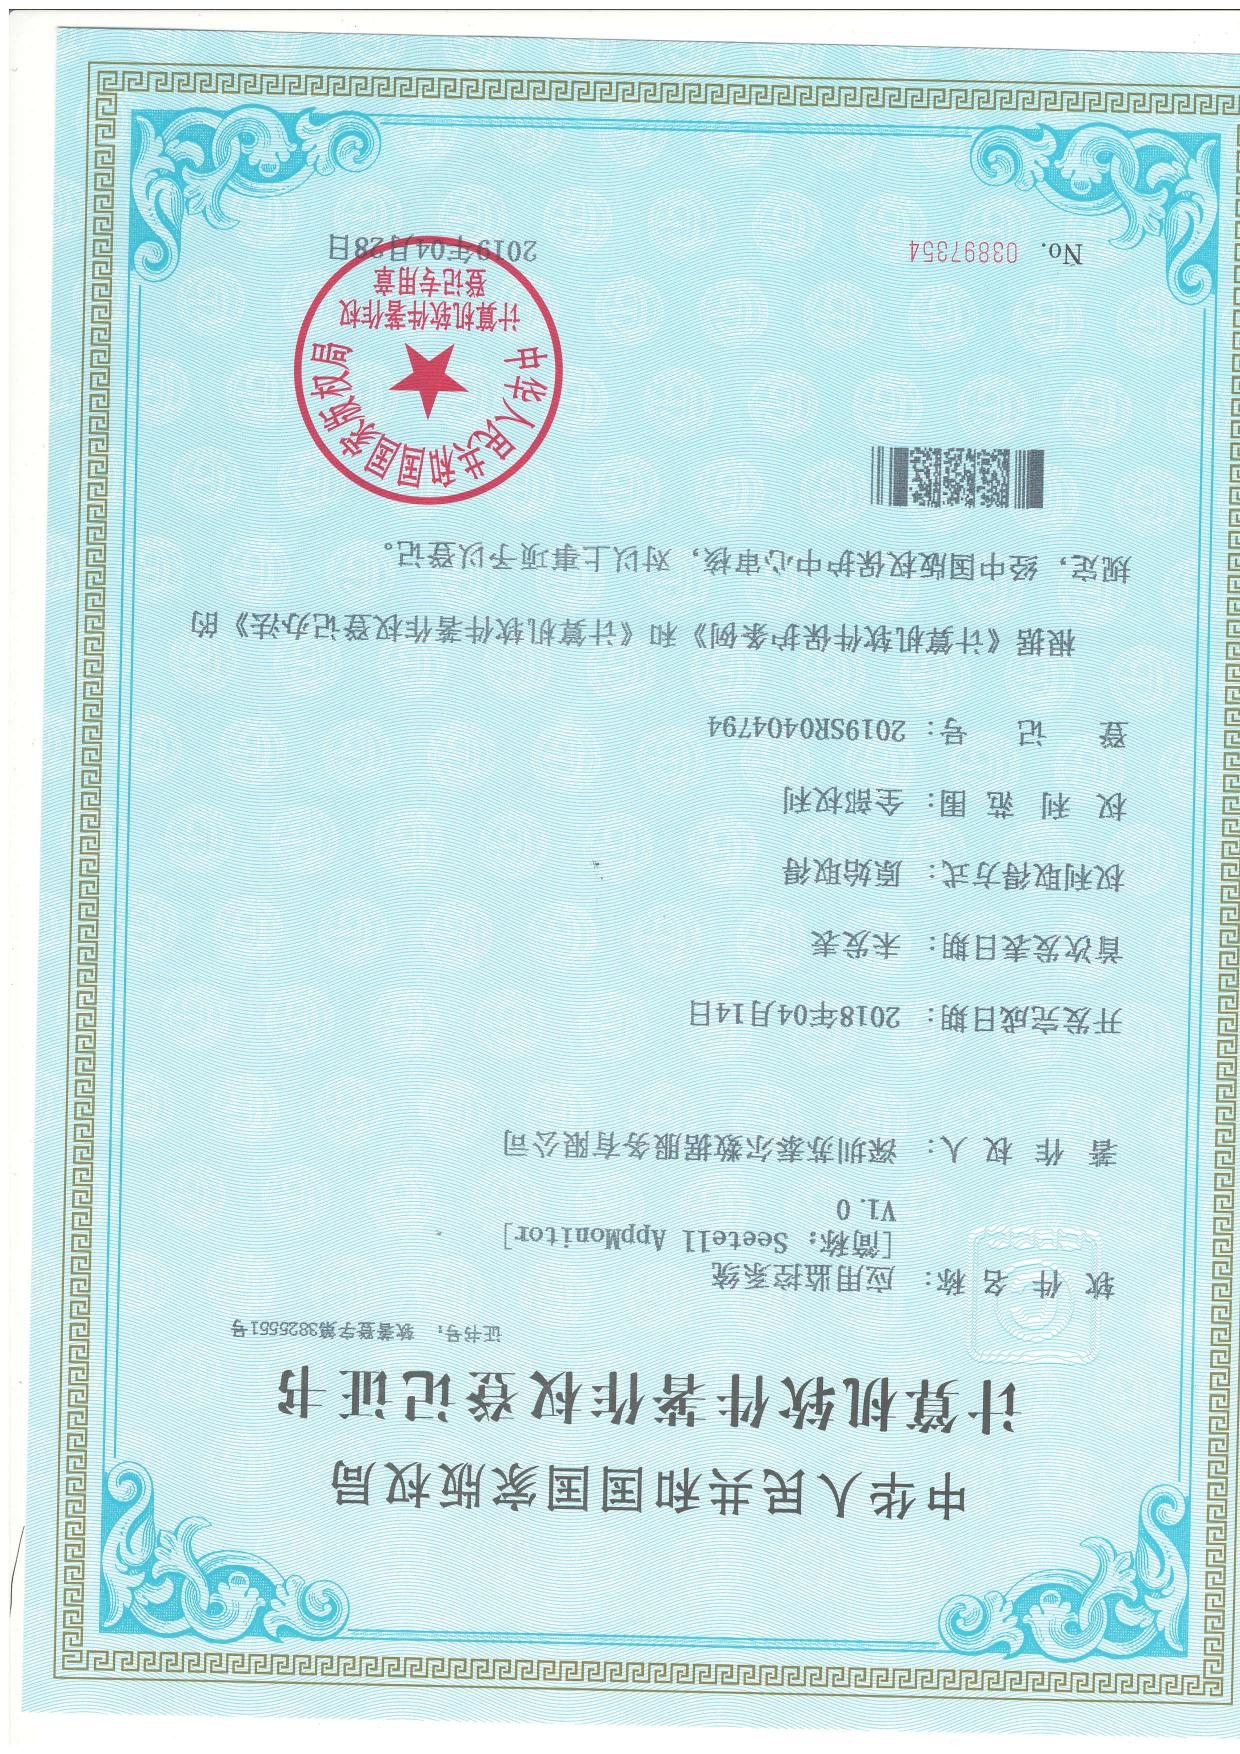 中华人民共和国国家版权局
计算机软件著作权登记证书
证书号： 软著登字第3825551号
软件名称： 应用监控系统
[简称：Seetell AppMonitor]
V1.0
著作权人： 深圳苏泰尔数据服务有限公司
开发完成日期： 2018年04月14日
首次发表日期： 未发表
权利取得方式： 原始取得
权利范围： 全部权利
登记号： 2019SR0404794
根据《计算机软件保护条例》和《计算机软件著作权登记办法》的
规定，经中国版权保护中心审核，对以上事项予以登记。
中华人民共和国国家版权局
计算机软件著作权
登记专用章
No. 03897354
2019年04月28日